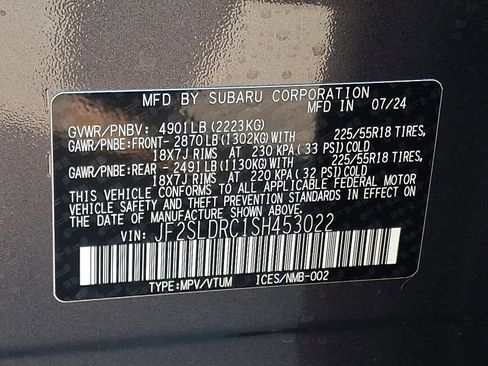 MFD. BY SUBARU CORPORATION
MFD. IN 07/24
GVWR/PNBV: 4901LB(2223KG)
GAWR/PNBE:FRONT- 2870LB(1302KG)WITH 225/55R18 TIRES,
18X7J RIMS AT 230 KPA( 33 PSI)COLD
GAWR/PNBE:REAR - 2491LB(1130KG)WITH 225/55R18 TIRES,
18X7J RIMS AT 220 KPA( 32 PSI)COLD
THIS VEHICLE CONFORMS TO ALL APPLICABLE FEDERAL MOTOR
VEHICLE SAFETY AND THEFT PREVENTION STANDARDS IN EFFECT ON
THE DATE OF MANUFACTURE SHOWN ABOVE.
VIN: JF2SLDRC1SH453022
TYPE:MPV/VTUM ICES/NMB-002